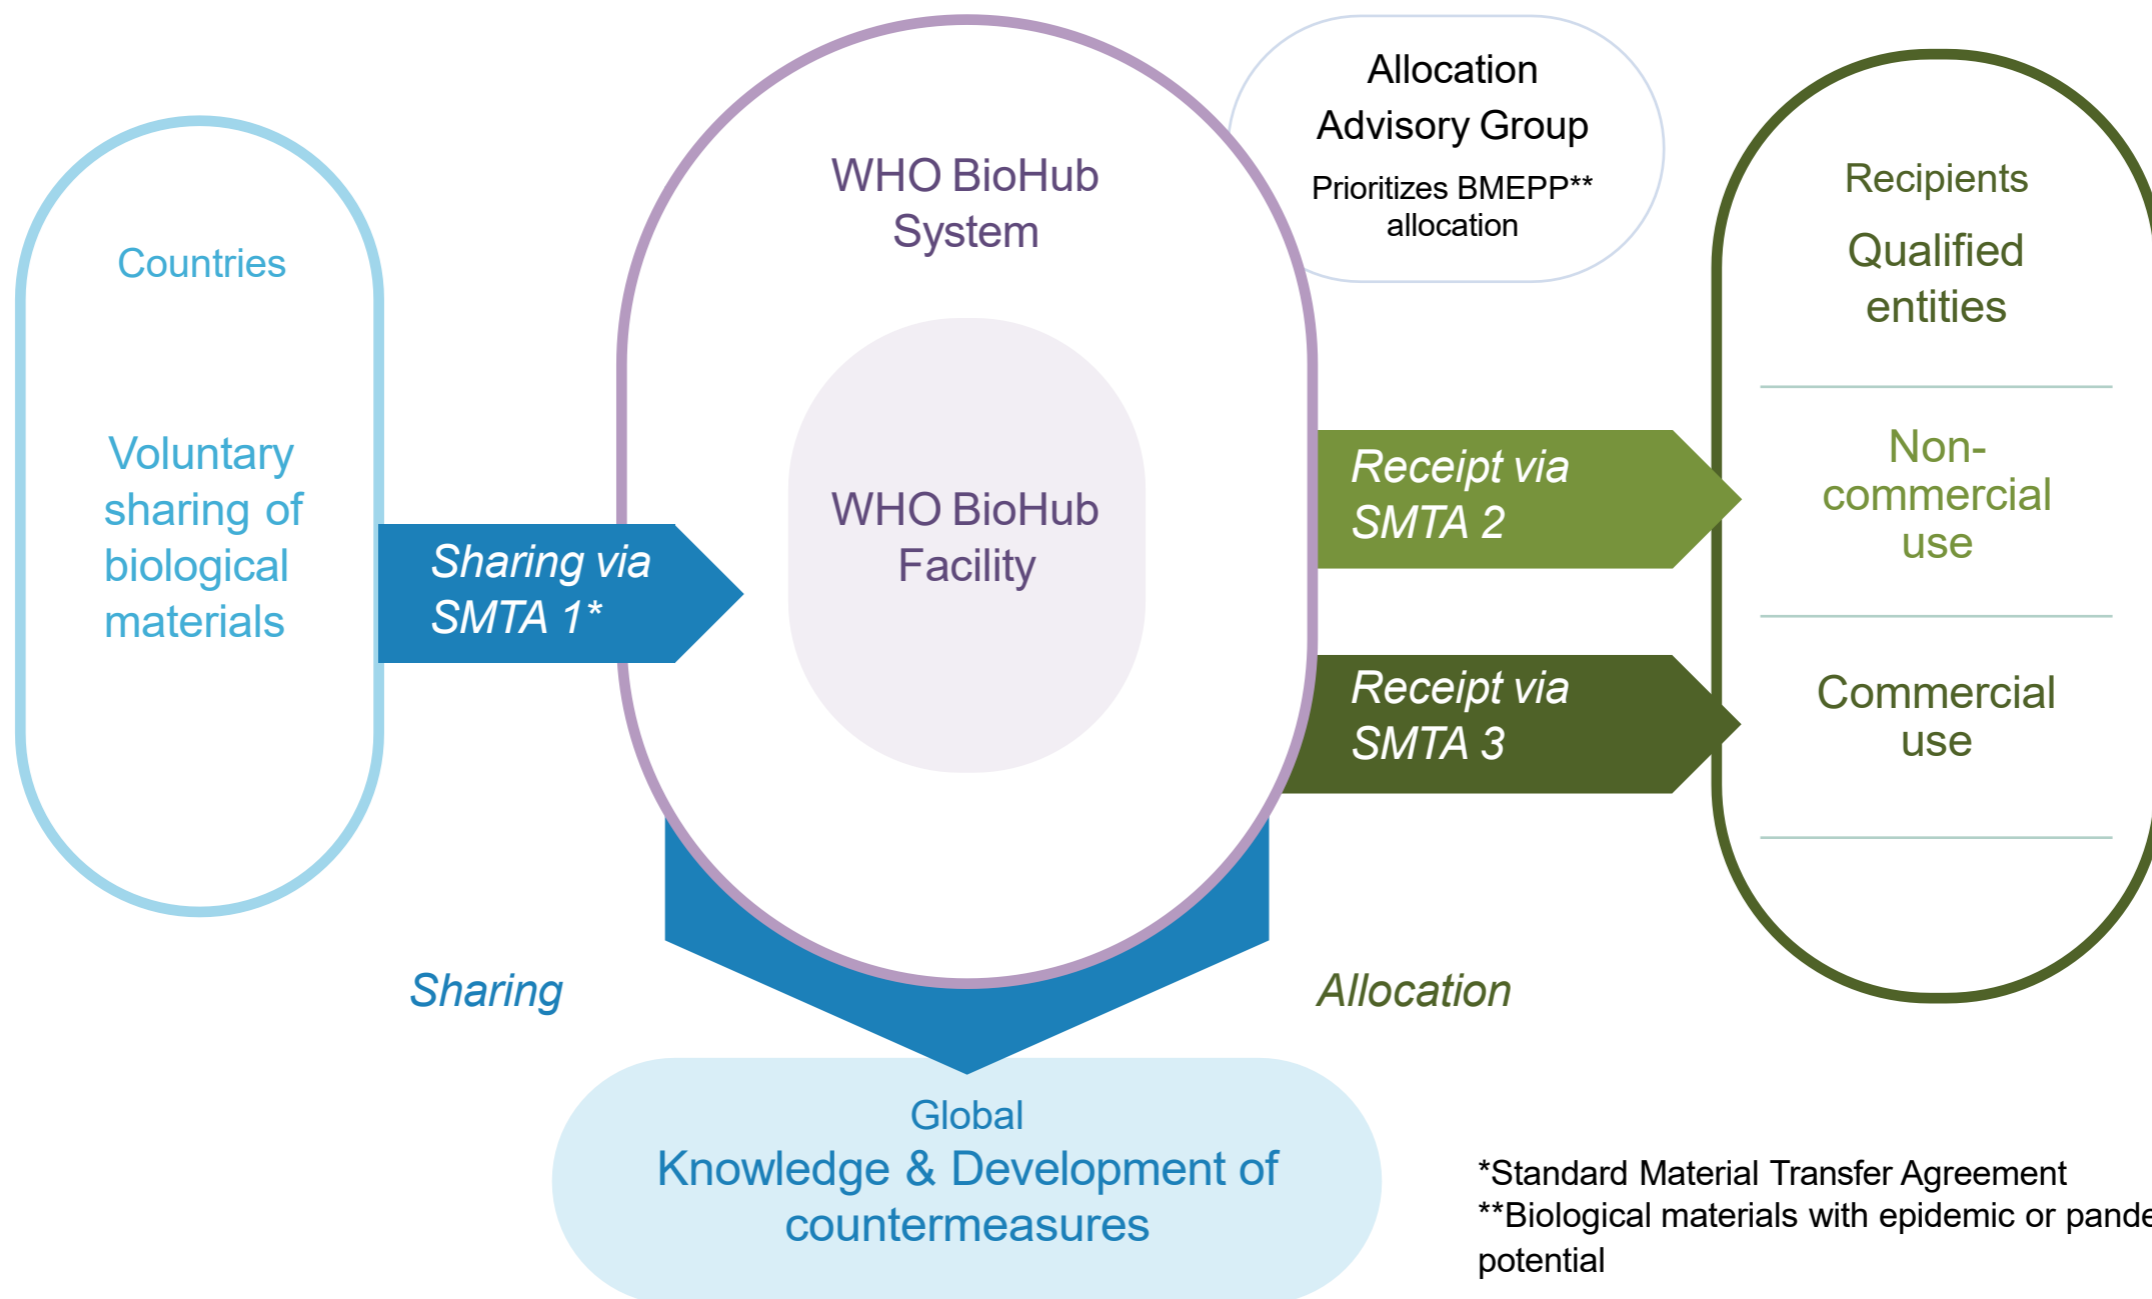 Countries
Voluntary
sharing of
biological
materials
Sharing via
SMTA 1*
WHO BioHub
System
WHO BioHub
Facility
Allocation
Advisory Group
Prioritizes BMEPP**
allocation
Receipt via
SMTA 2
Receipt via
SMTA 3
Recipients
Qualified
entities
Non-
commercial
use
Commercial
use
Sharing
Allocation
Global
Knowledge & Development of
countermeasures
*Standard Material Transfer Agreement
**Biological materials with epidemic or pande
potential